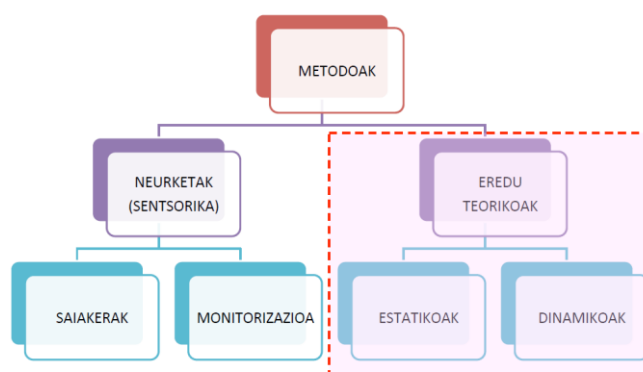 METODOAK
NEURKETAK
(SENTSORIKA)
EREDU
TEORIKOAK
SAIAKERAK
MONITORIZAZIOA
ESTATIKOAK
DINAMIKOAK